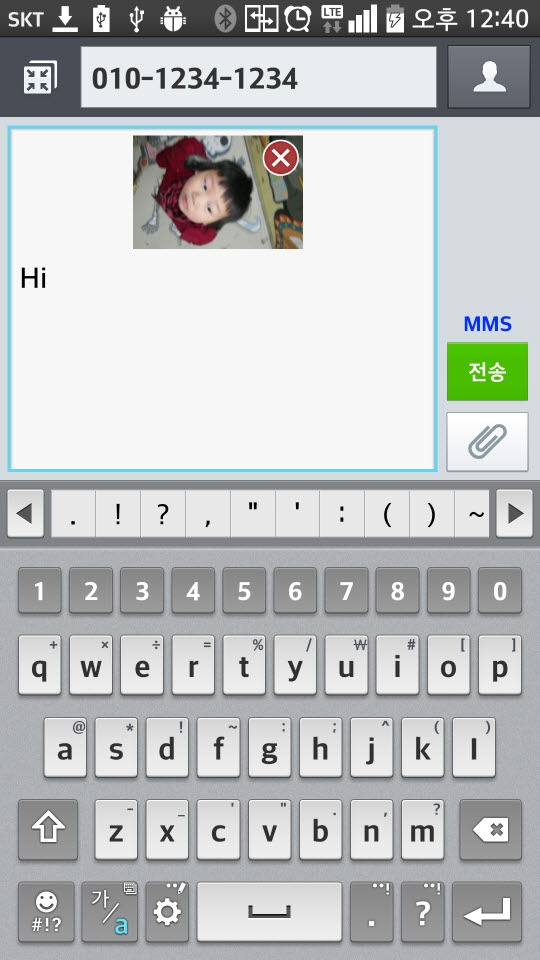 SKT LTE 오후 12:40
010-1234-1234
Hi
MMS
전송
. ! ? , " ' : ( ) ~
1 2 3 4 5 6 7 8 9 0
+ × ÷ = % / ₩ # [ ]
q w e r t y u i o p
@ * ! ~ : ; ^ ( )
a s d f g h j k l
- _ ' " . , ?
z x c v b n m
#!? 가/a . ?